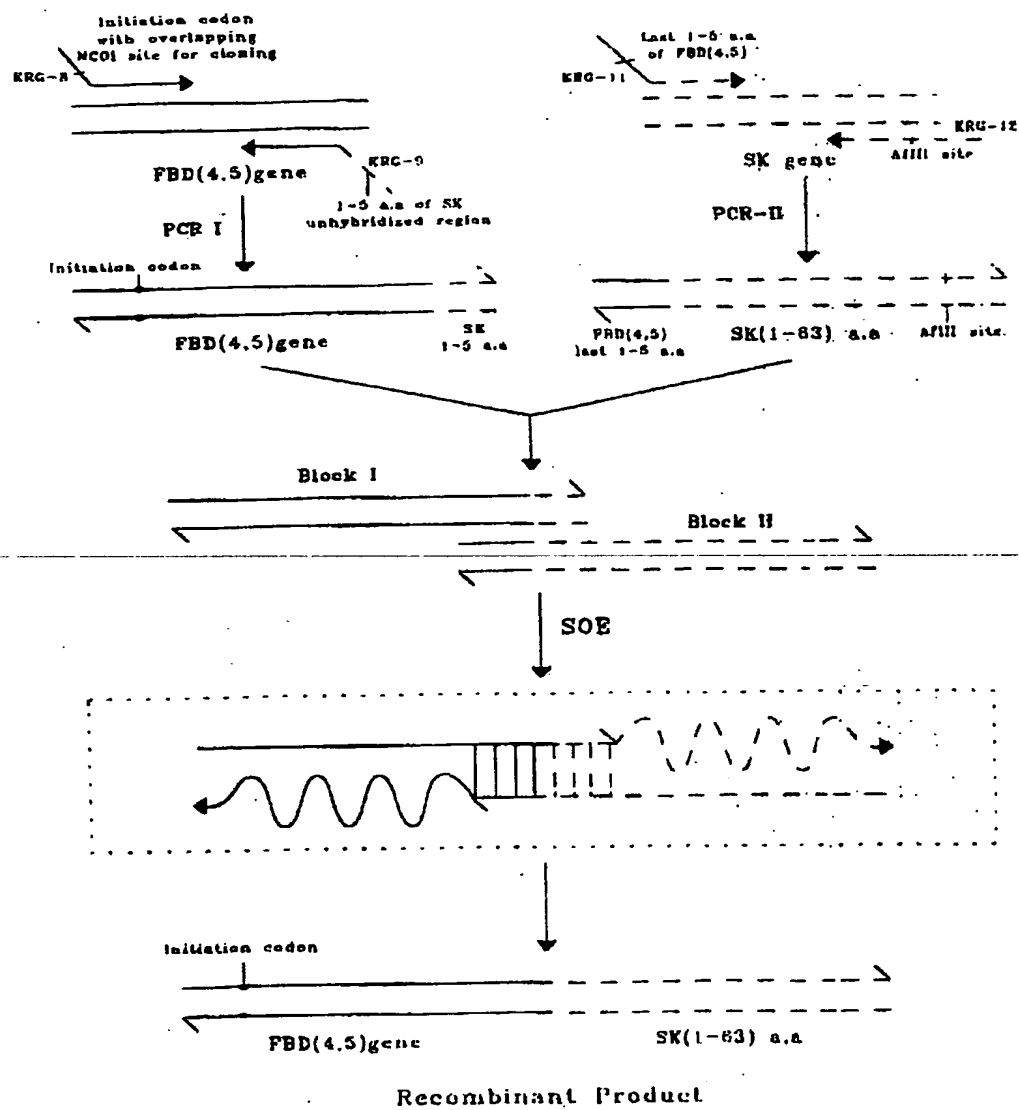 Initiation codon
with overlapping
NCO1 site for cloning
KRG-8
Last 1-5 a.a
of FBD(4,5)
KRG-11
KRG-12
AflII site
SK gene
KRG-9
FBD(4,5)gene
1-5 a.a of SK
unhybridized region
PCR I
PCR-II
Initiation codon
FBD(4,5)gene
SK
1-5 a.a
FBD(4,5)
last 1-5 a.a
SK(1-63) a.a
AflII site.
Block I
Block II
SOE
Initiation codon
FBD(4,5)gene
SK(1-63) a.a
Recombinant Product